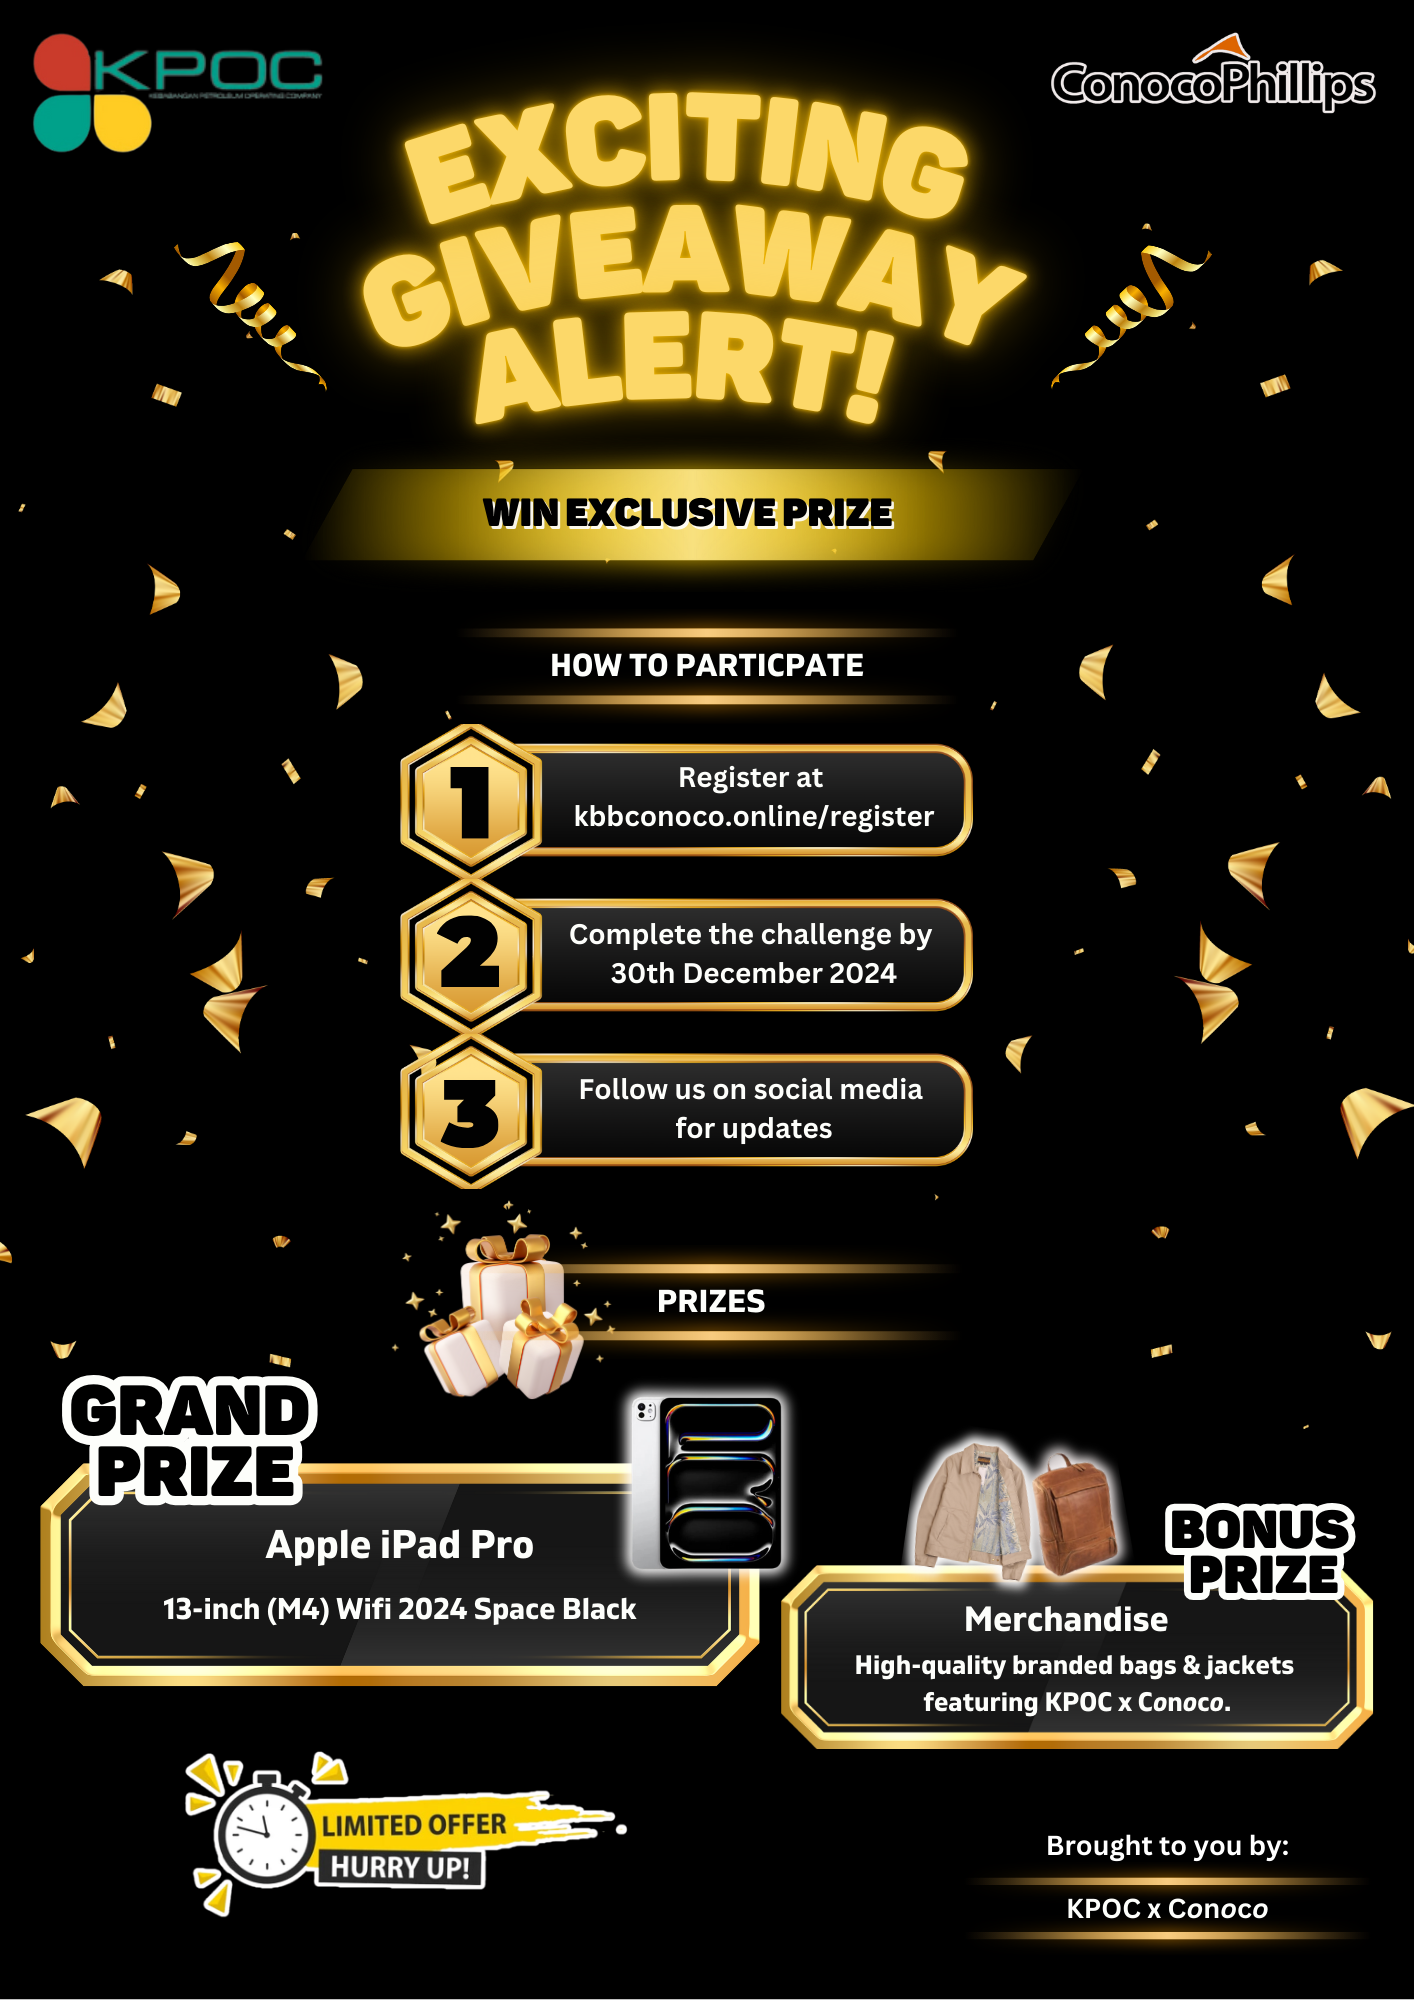 KPOC
KEBABANGAN PETROLEUM OPERATING COMPANY
ConocoPhillips
EXCITING
GIVEAWAY
ALERT!
WIN EXCLUSIVE PRIZE
HOW TO PARTICPATE
1
Register at
kbbconoco.online/register
2
Complete the challenge by
30th December 2024
3
Follow us on social media
for updates
PRIZES
GRAND
PRIZE
Apple iPad Pro
13-inch (M4) Wifi 2024 Space Black
BONUS
PRIZE
Merchandise
High-quality branded bags & jackets
featuring KPOC x Conoco.
LIMITED OFFER
HURRY UP!
Brought to you by:
KPOC x Conoco